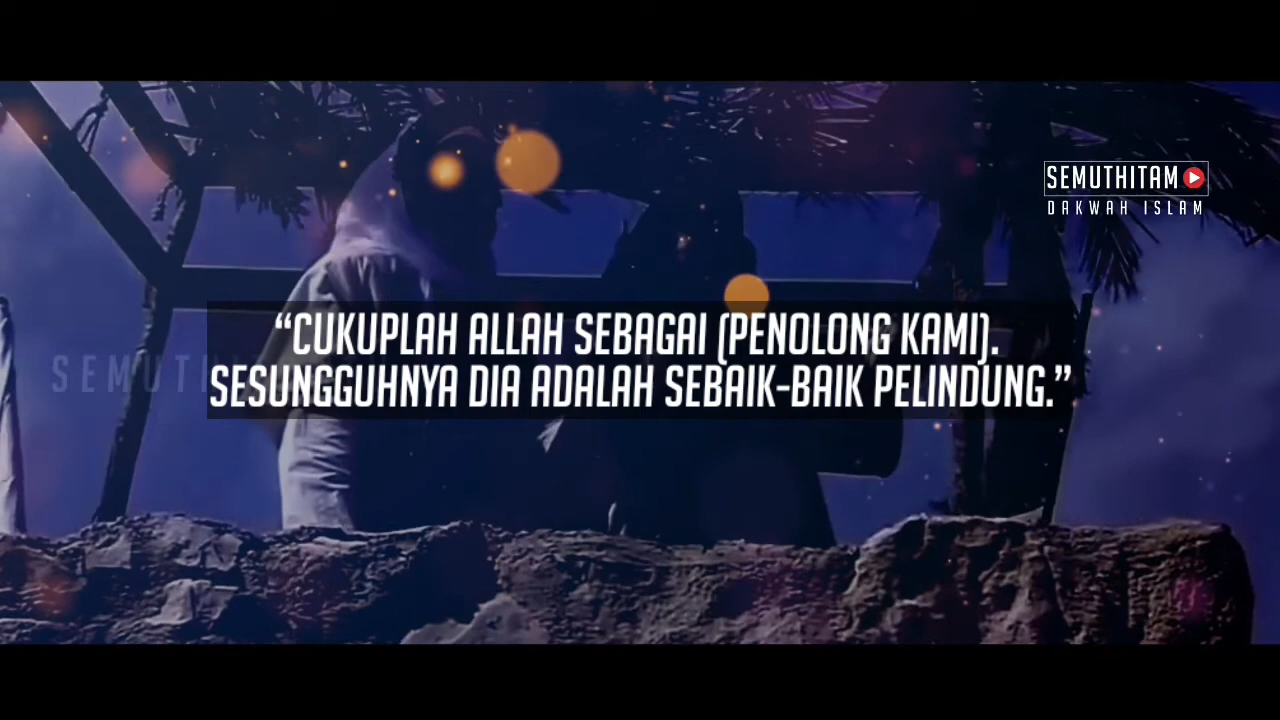 SEMUTHITAM
DAKWAH ISLAM
“CUKUPLAH ALLAH SEBAGAI (PENOLONG KAMI).
SESUNGGUHNYA DIA ADALAH SEBAIK-BAIK PELINDUNG.”